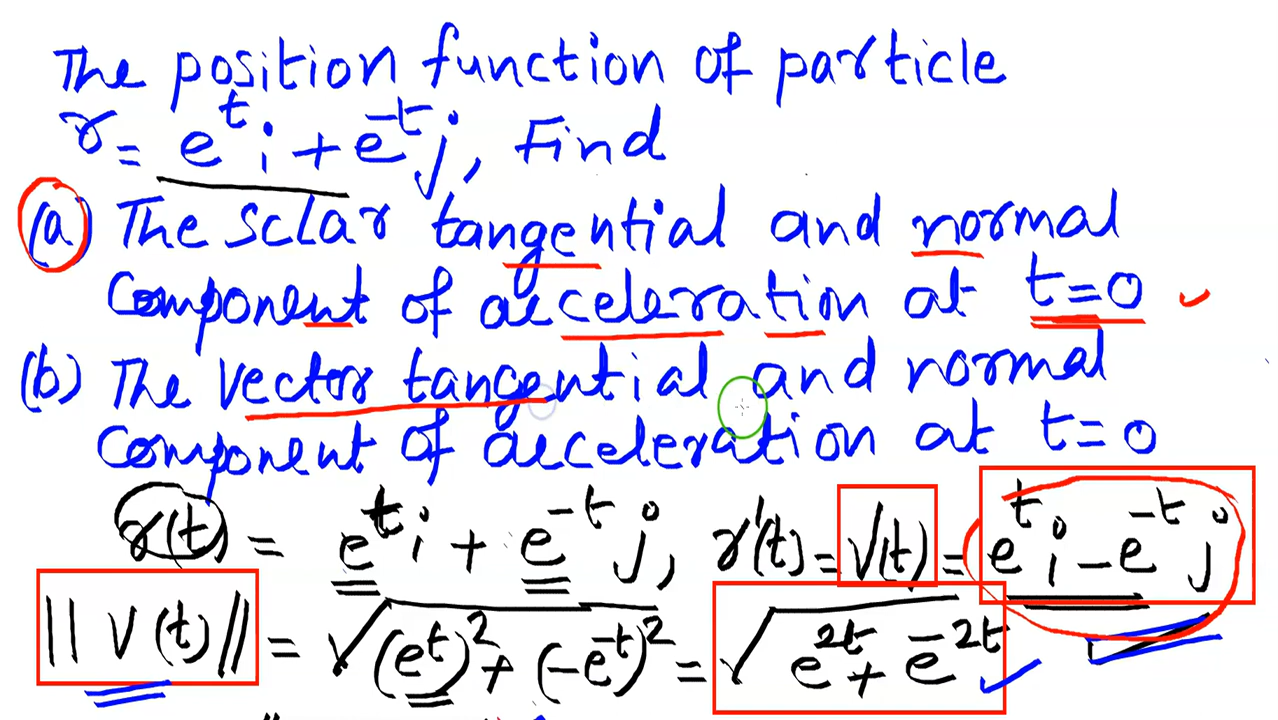 The position function of particle
r = e^t i + e^-t j, Find
(a) The sclar tangential and normal
component of acceleration at t=0
(b) The vector tangential and normal
component of acceleration at t=0
r(t) = e^t i + e^-t j, r'(t) = V(t) = e^t i - e^-t j
|| V(t) || = √(e^t)^2 + (-e^-t)^2 = √e^2t + e^-2t